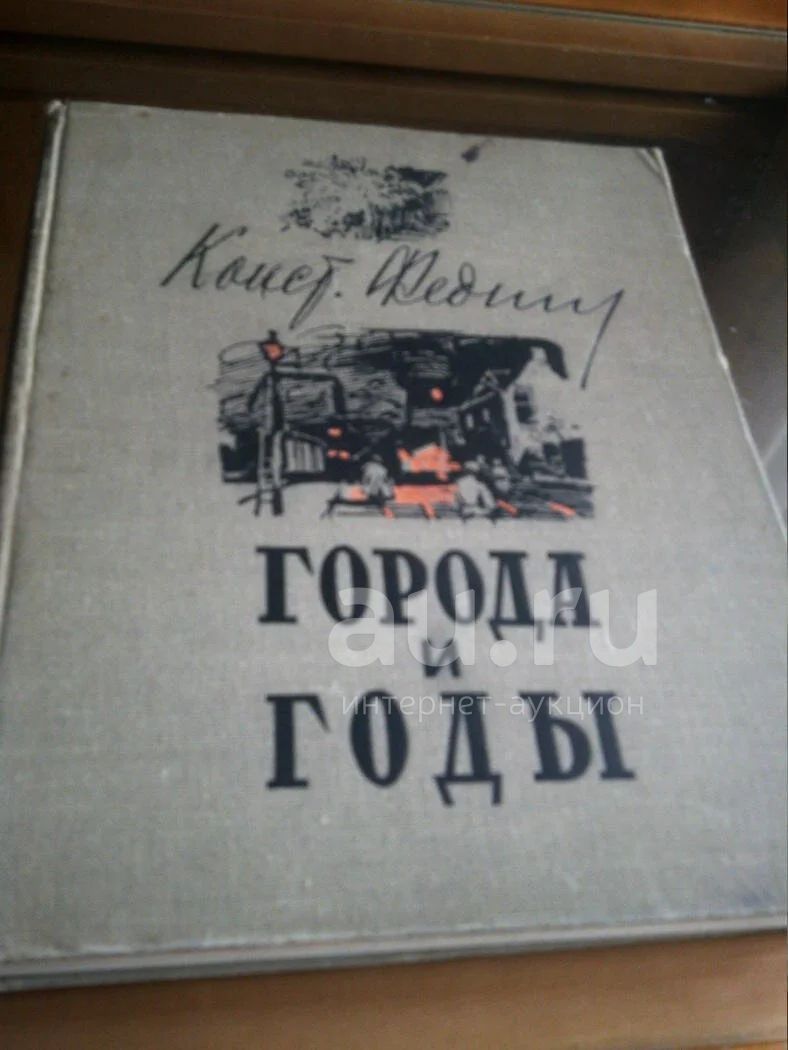 Конст. Федин
ГОРОДА
au.ru
И
интернет-аукцион
ГОДЫ